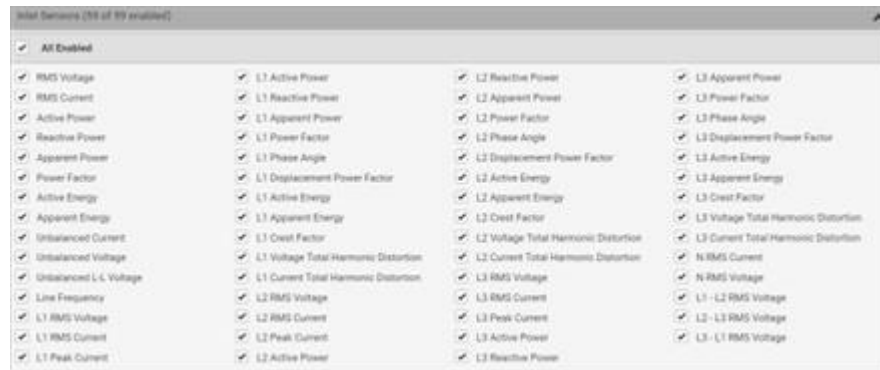 Inlet Sensors (59 of 59 enabled)
All Enabled
RMS Voltage
RMS Current
Active Power
Reactive Power
Apparent Power
Power Factor
Active Energy
Apparent Energy
Unbalanced Current
Unbalanced Voltage
Unbalanced L-L Voltage
Line Frequency
L1 RMS Voltage
L1 RMS Current
L1 Peak Current
L1 Active Power
L1 Reactive Power
L1 Apparent Power
L1 Power Factor
L1 Phase Angle
L1 Displacement Power Factor
L1 Active Energy
L1 Apparent Energy
L1 Crest Factor
L1 Voltage Total Harmonic Distortion
L1 Current Total Harmonic Distortion
L2 RMS Voltage
L2 RMS Current
L2 Peak Current
L2 Active Power
L2 Reactive Power
L2 Apparent Power
L2 Power Factor
L2 Phase Angle
L2 Displacement Power Factor
L2 Active Energy
L2 Apparent Energy
L2 Crest Factor
L2 Voltage Total Harmonic Distortion
L2 Current Total Harmonic Distortion
L3 RMS Voltage
L3 RMS Current
L3 Peak Current
L3 Active Power
L3 Reactive Power
L3 Apparent Power
L3 Power Factor
L3 Phase Angle
L3 Displacement Power Factor
L3 Active Energy
L3 Apparent Energy
L3 Crest Factor
L3 Voltage Total Harmonic Distortion
L3 Current Total Harmonic Distortion
N RMS Current
N RMS Voltage
L1 - L2 RMS Voltage
L2 - L3 RMS Voltage
L3 - L1 RMS Voltage